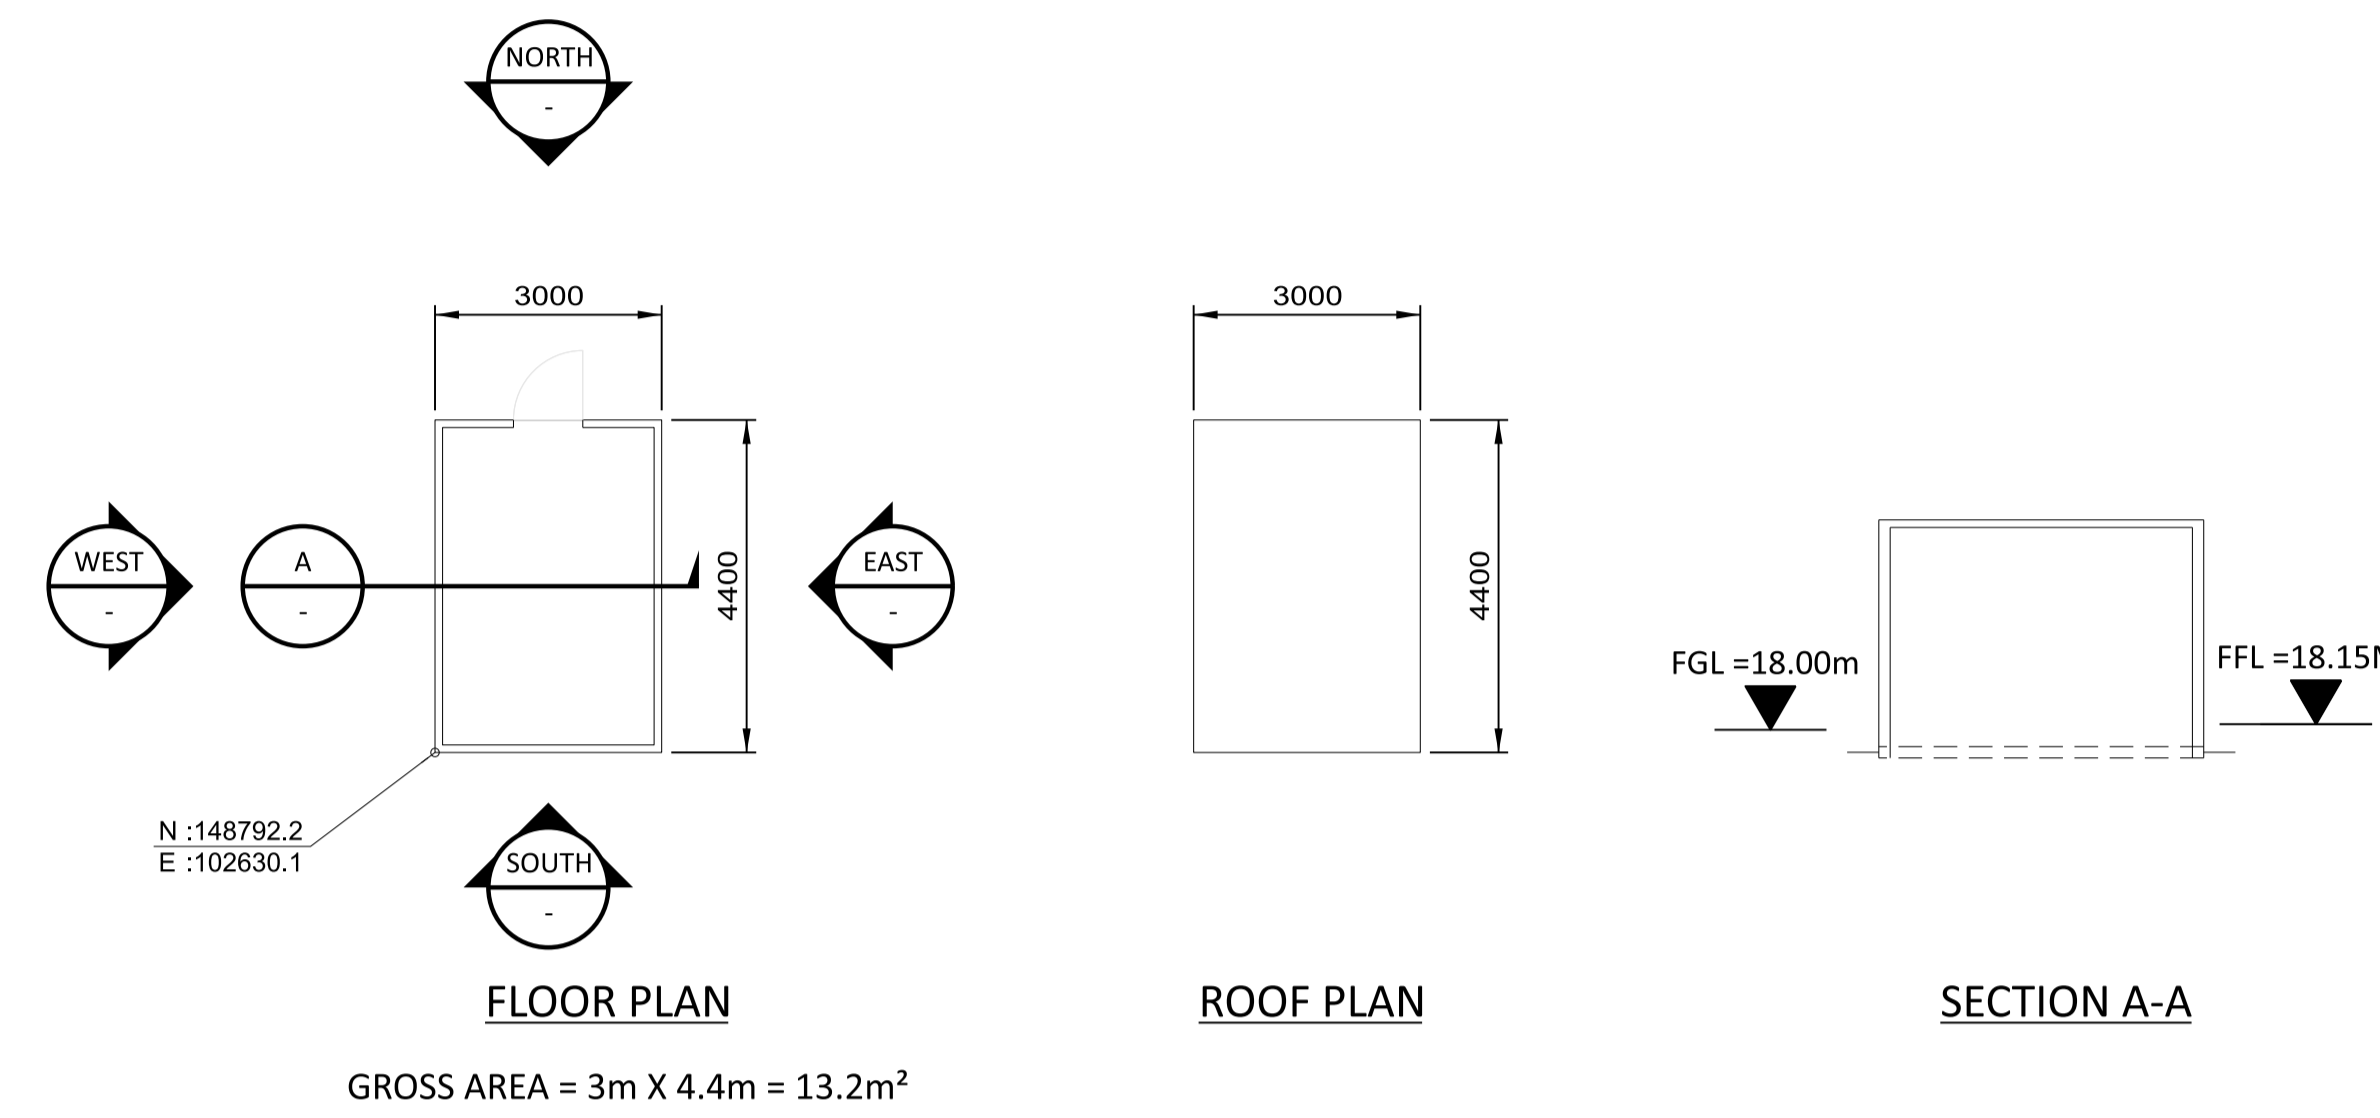 NORTH
-
3000
3000
WEST
-
A
-
4400
EAST
-
4400
FGL =18.00m
FFL =18.15
N :148792.2
E :102630.1
SOUTH
-
FLOOR PLAN
ROOF PLAN
SECTION A-A
GROSS AREA = 3m X 4.4m = 13.2m²